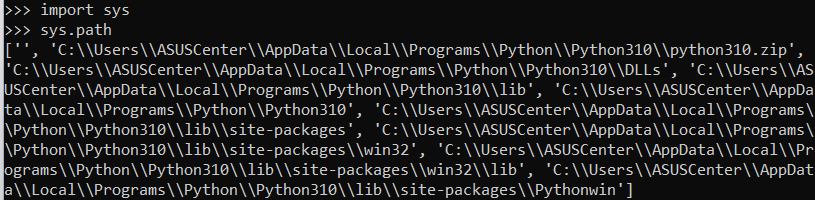 >>> import sys
>>> sys.path
['', 'C:\\Users\\ASUSCenter\\AppData\\Local\\Programs\\Python\\Python310\\python310.zip',
'C:\\Users\\ASUSCenter\\AppData\\Local\\Programs\\Python\\Python310\\DLLs', 'C:\\Users\\AS
USCenter\\AppData\\Local\\Programs\\Python\\Python310\\lib', 'C:\\Users\\ASUSCenter\\AppDa
ta\\Local\\Programs\\Python\\Python310', 'C:\\Users\\ASUSCenter\\AppData\\Local\\Programs\
\Python\\Python310\\lib\\site-packages', 'C:\\Users\\ASUSCenter\\AppData\\Local\\Programs\
\Python\\Python310\\lib\\site-packages\\win32', 'C:\\Users\\ASUSCenter\\AppData\\Local\\Pr
ograms\\Python\\Python310\\lib\\site-packages\\win32\\lib', 'C:\\Users\\ASUSCenter\\AppDat
a\\Local\\Programs\\Python\\Python310\\lib\\site-packages\\Pythonwin']